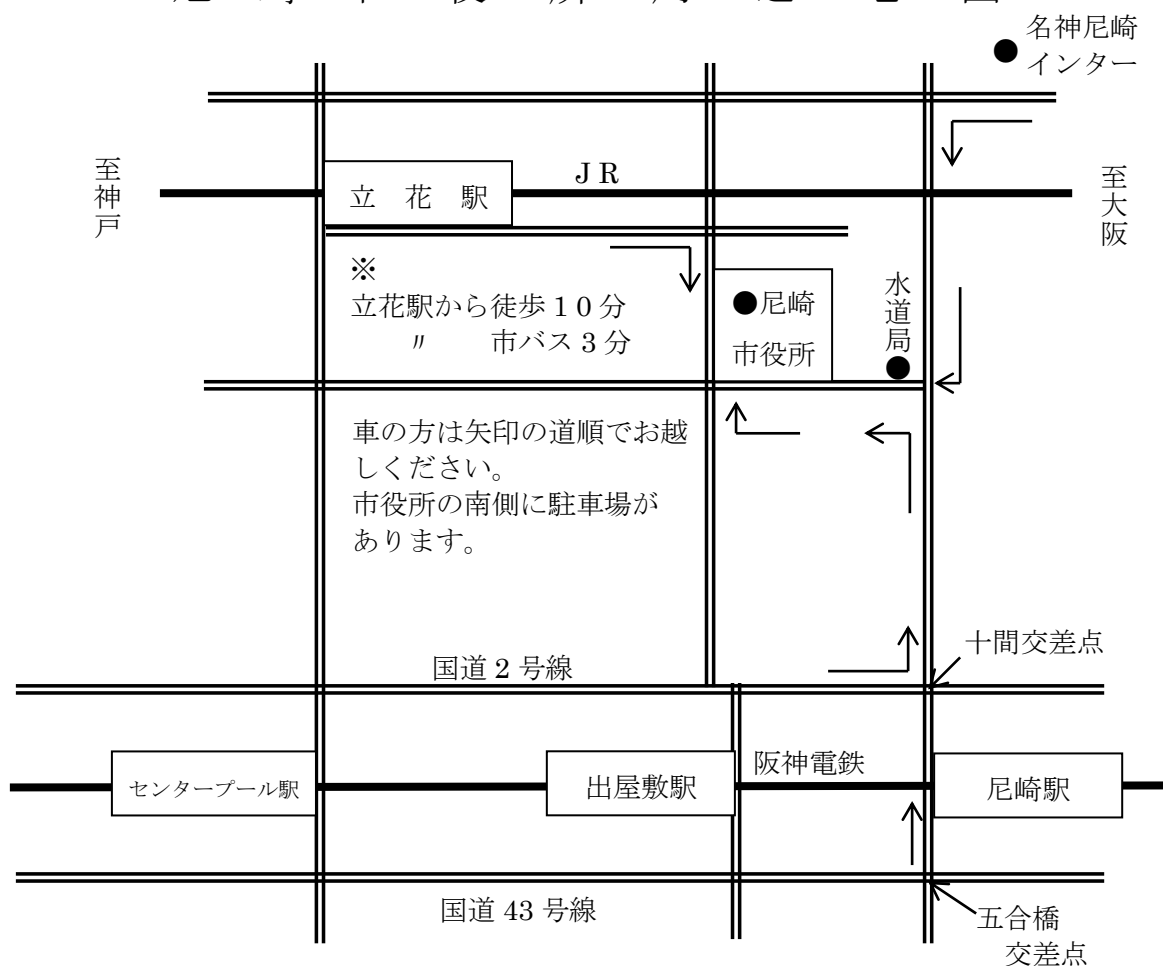 名神尼崎
インター
至神戸
立花駅
JR
至大阪
※
立花駅から徒歩10分
〃 市バス3分
●尼崎
市役所
水道局
車の方は矢印の道順でお越
しください。
市役所の南側に駐車場が
あります。
十間交差点
国道2号線
センタープール駅
出屋敷駅
阪神電鉄
尼崎駅
国道43号線
五合橋
交差点